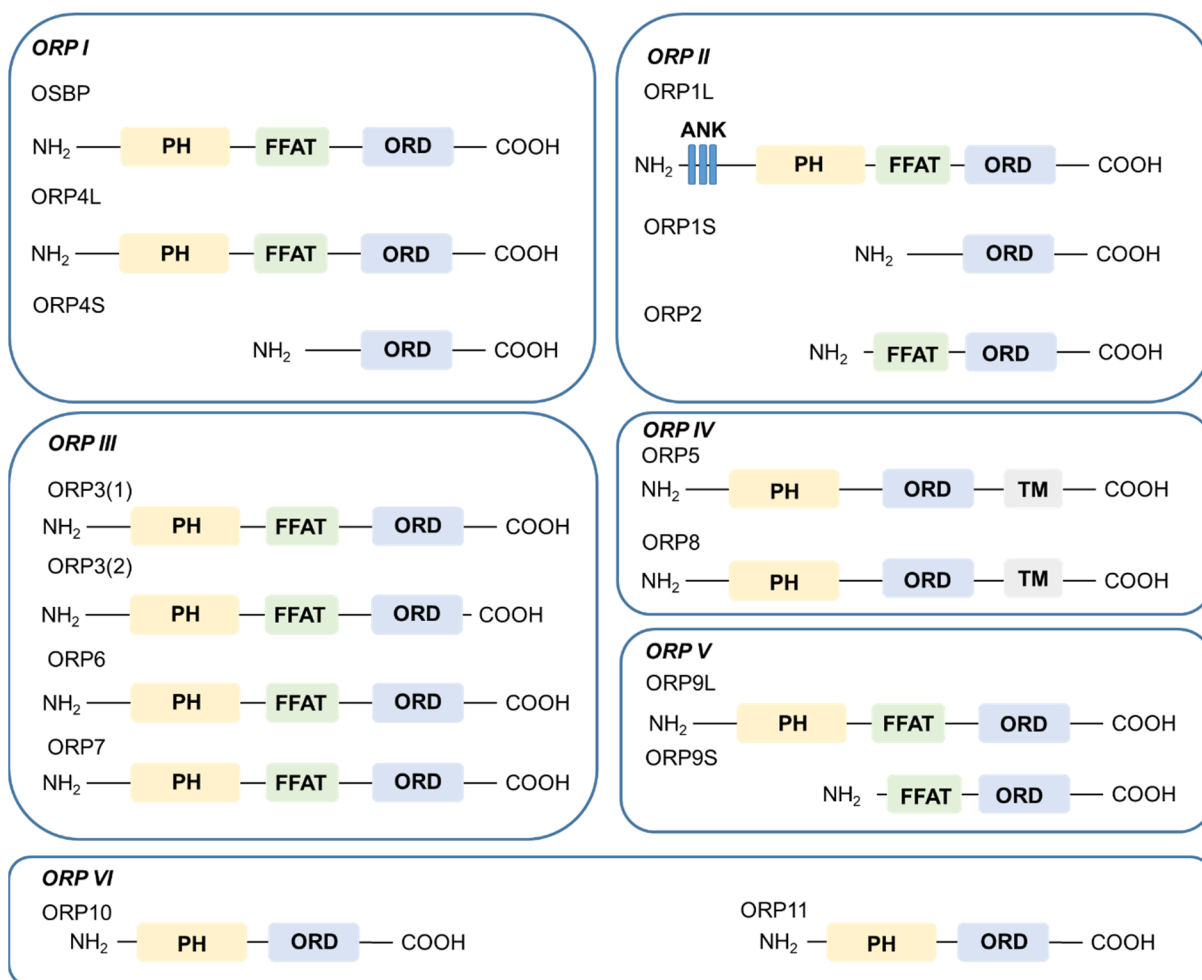 ORP I
OSBP
NH2 PH FFAT ORD COOH
ORP4L
NH2 PH FFAT ORD COOH
ORP4S
NH2 ORD COOH
ORP II
ORP1L
ANK
NH2 PH FFAT ORD COOH
ORP1S
NH2 ORD COOH
ORP2
NH2 FFAT ORD COOH
ORP III
ORP3(1)
NH2 PH FFAT ORD COOH
ORP3(2)
NH2 PH FFAT ORD COOH
ORP6
NH2 PH FFAT ORD COOH
ORP7
NH2 PH FFAT ORD COOH
ORP IV
ORP5
NH2 PH ORD TM COOH
ORP8
NH2 PH ORD TM COOH
ORP V
ORP9L
NH2 PH FFAT ORD COOH
ORP9S
NH2 FFAT ORD COOH
ORP VI
ORP10
NH2 PH ORD COOH
ORP11
NH2 PH ORD COOH